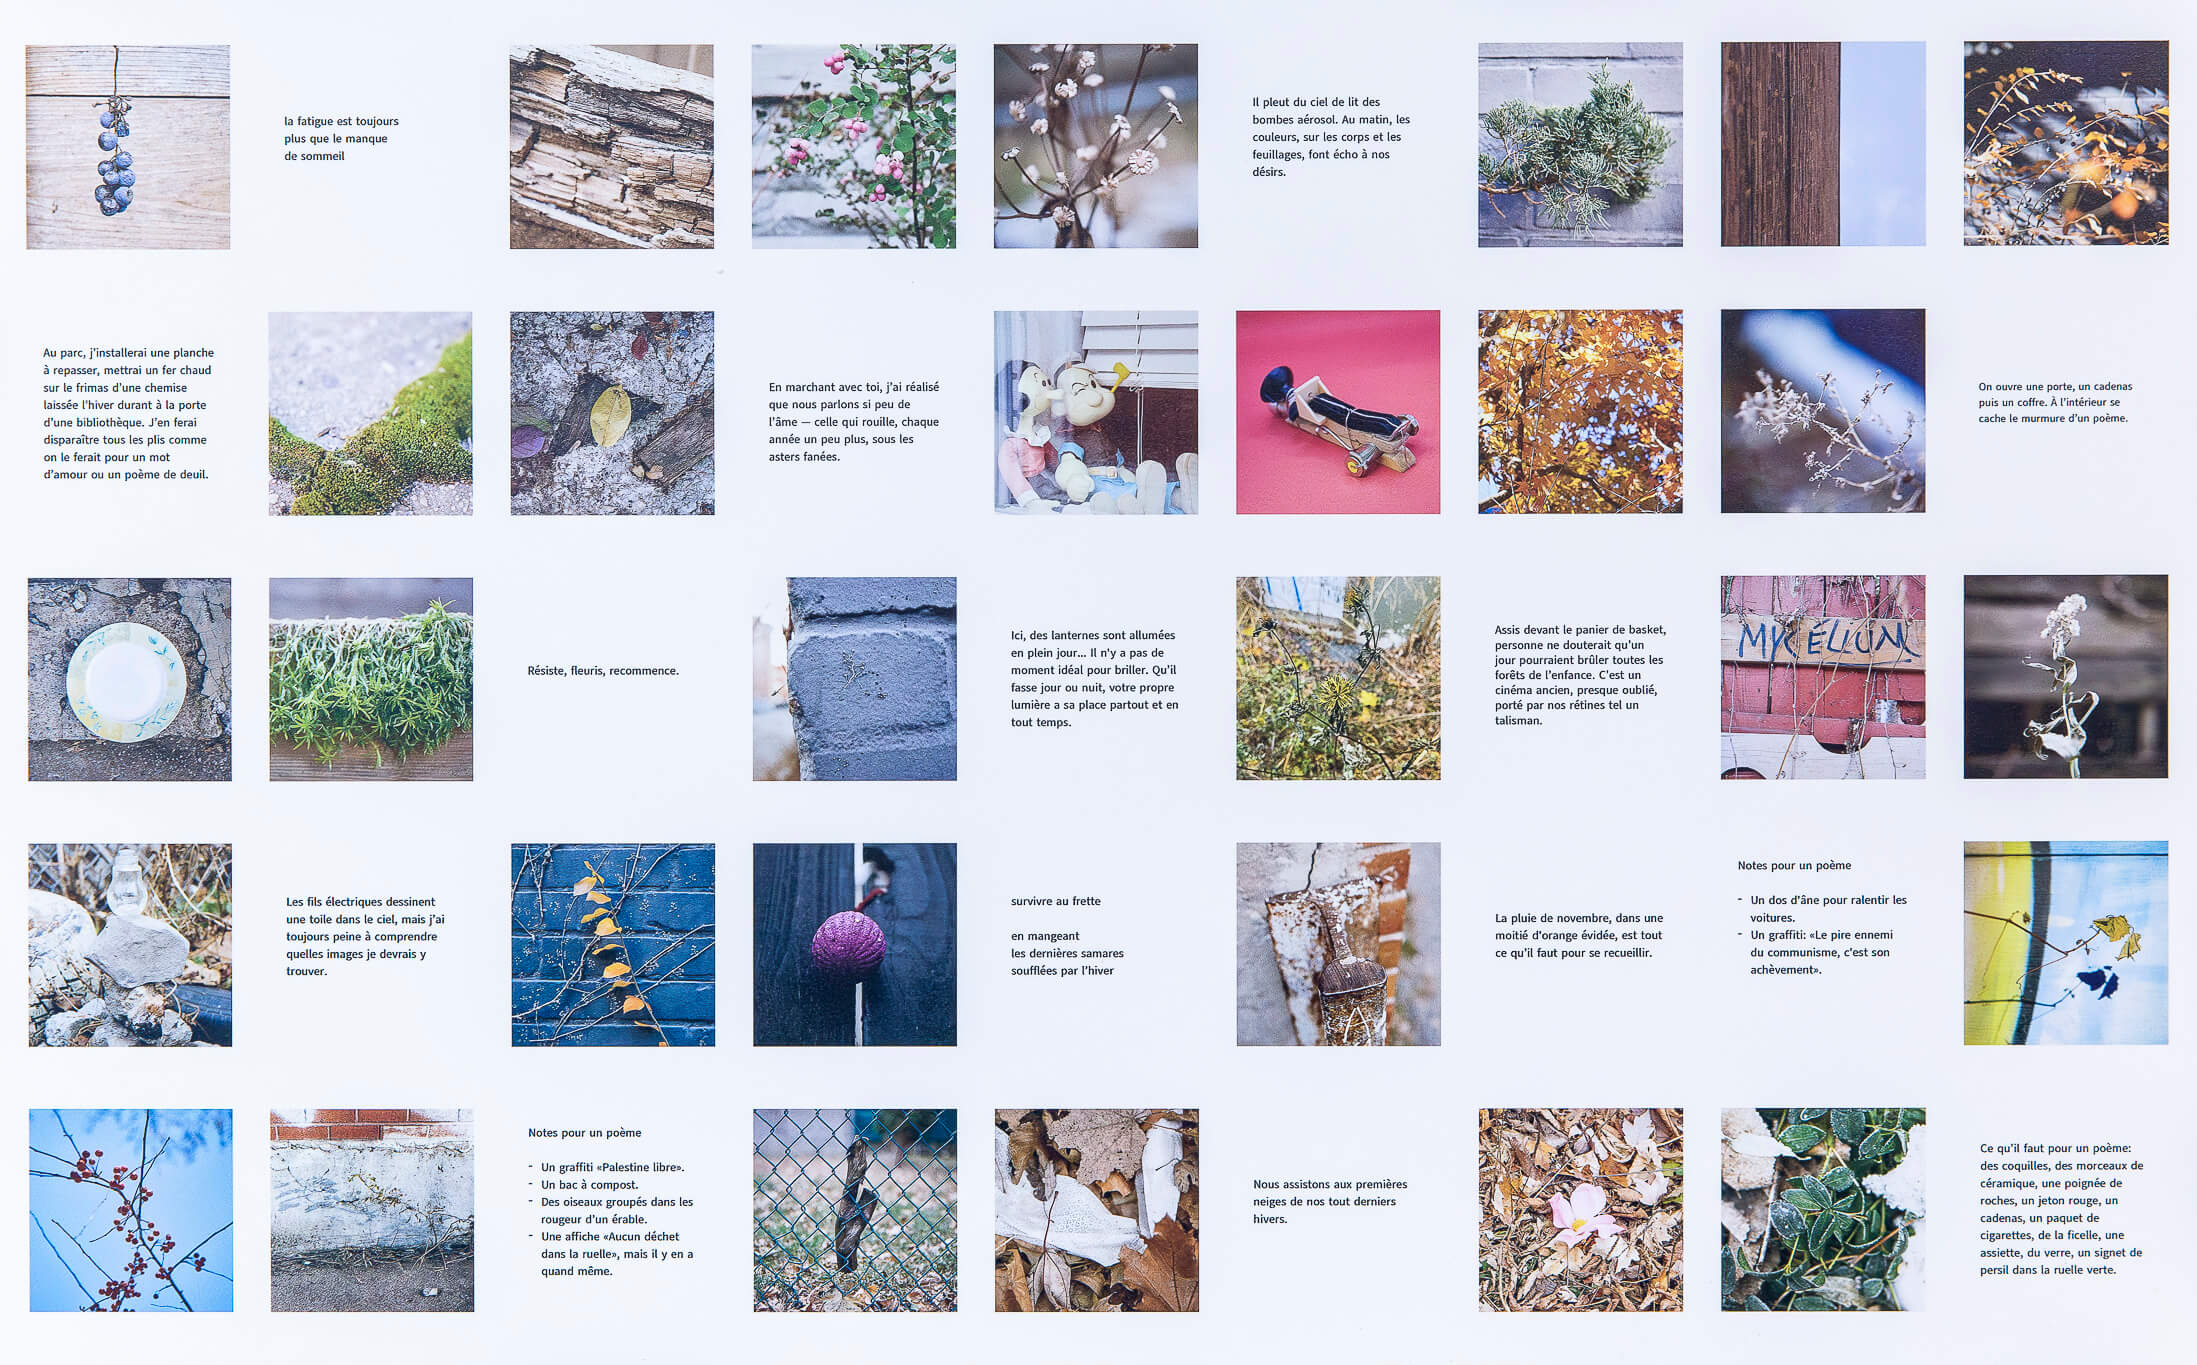 la fatigue est toujours
plus que le manque
de sommeil
Il pleut du ciel de lit des
bombes aérosol. Au matin, les
couleurs, sur les corps et les
feuillages, font écho à nos
désirs.
Au parc, j'installerai une planche
à repasser, mettrai un fer chaud
sur le frimas d'une chemise
laissée l'hiver durant à la porte
d'une bibliothèque. J'en ferai
disparaître tous les plis comme
on le ferait pour un mot
d'amour ou un poème de deuil.
En marchant avec toi, j'ai réalisé
que nous parlons si peu de
l'âme — celle qui rouille, chaque
année un peu plus, sous les
asters fanées.
On ouvre une porte, un cadenas
puis un coffre. À l'intérieur se
cache le murmure d'un poème.
Résiste, fleuris, recommence.
Ici, des lanternes sont allumées
en plein jour... Il n'y a pas de
moment idéal pour briller. Qu'il
fasse jour ou nuit, votre propre
lumière a sa place partout et en
tout temps.
Assis devant le panier de basket,
personne ne douterait qu'un
jour pourraient brûler toutes les
forêts de l'enfance. C'est un
cinéma ancien, presque oublié,
porté par nos rétines tel un
talisman.
MYCÉLIUM
Les fils électriques dessinent
une toile dans le ciel, mais j'ai
toujours peine à comprendre
quelles images je devrais y
trouver.
survivre au frette
en mangeant
les dernières samares
soufflées par l'hiver
A
La pluie de novembre, dans une
moitié d'orange évidée, est tout
ce qu'il faut pour se recueillir.
Notes pour un poème
- Un dos d'âne pour ralentir les
voitures.
- Un graffiti: «Le pire ennemi
du communisme, c'est son
achèvement».
Notes pour un poème
- Un graffiti «Palestine libre».
- Un bac à compost.
- Des oiseaux groupés dans les
rougeur d'un érable.
- Une affiche «Aucun déchet
dans la ruelle», mais il y en a
quand même.
Nous assistons aux premières
neiges de nos tout derniers
hivers.
Ce qu'il faut pour un poème:
des coquilles, des morceaux de
céramique, une poignée de
roches, un jeton rouge, un
cadenas, un paquet de
cigarettes, de la ficelle, une
assiette, du verre, un signet de
persil dans la ruelle verte.